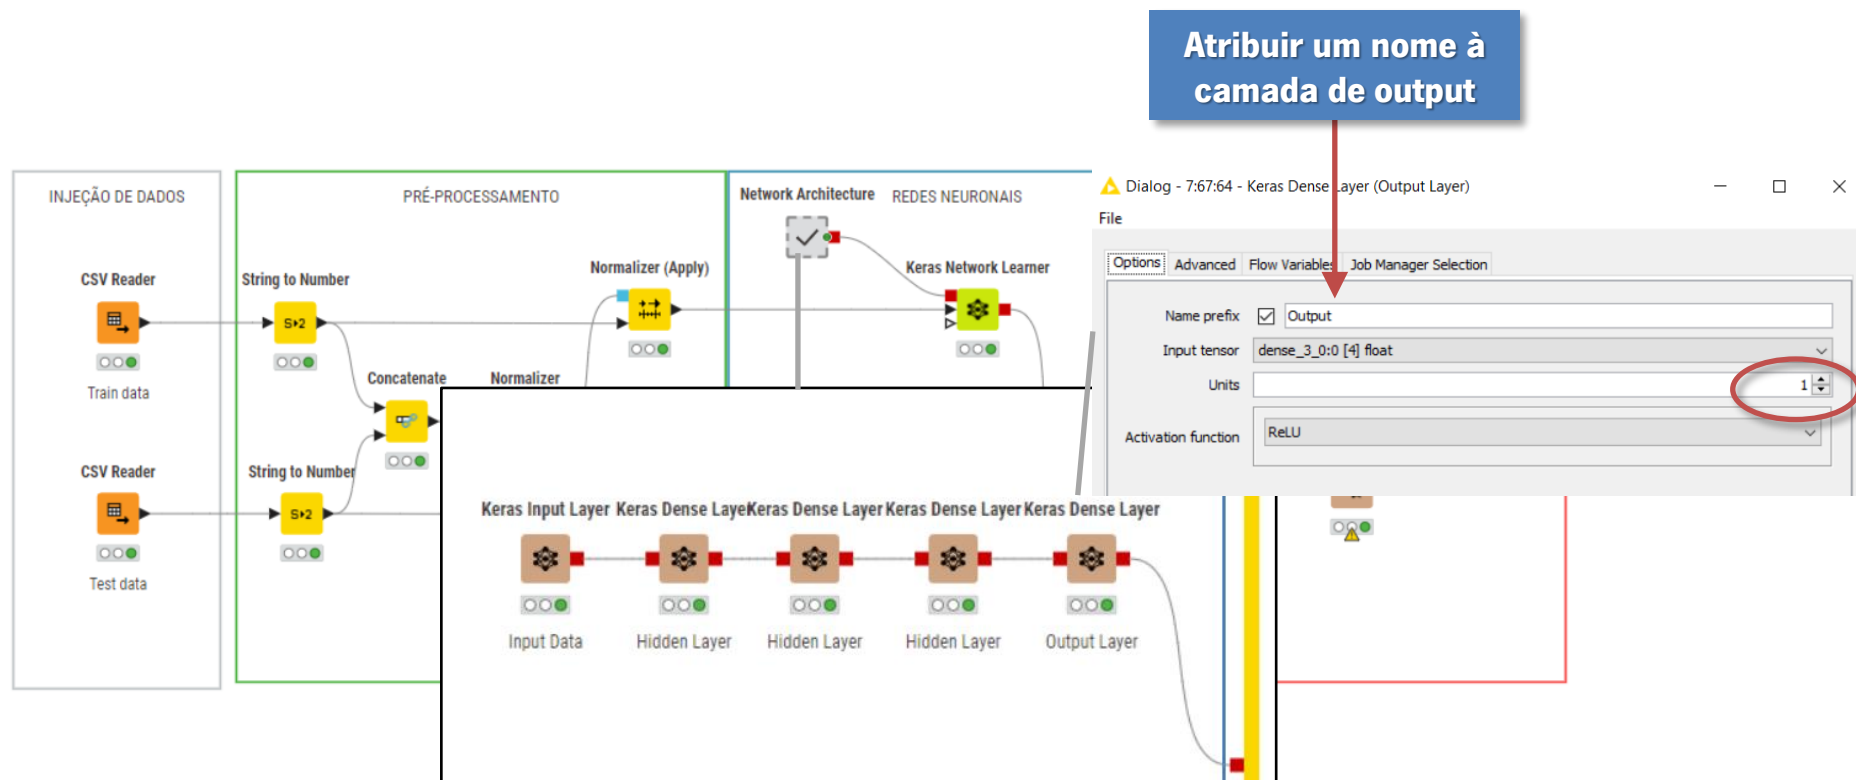 Atribuir um nome à
camada de output
INJEÇÃO DE DADOS
PRÉ-PROCESSAMENTO
Network Architecture
REDES NEURONAIS
CSV Reader
String to Number
Normalizer (Apply)
Keras Network Learner
S▸2
Train data
Concatenate
Normalizer
CSV Reader
String to Number
S▸2
Test data
Dialog - 7:67:64 - Keras Dense Layer (Output Layer)
File
Options
Advanced
Flow Variables
Job Manager Selection
Name prefix
Output
Input tensor
dense_3_0:0 [4] float
Units
1
Activation function
ReLU
Keras Input Layer
Keras Dense Laye
Keras Dense Layer
Keras Dense Layer
Keras Dense Layer
Input Data
Hidden Layer
Hidden Layer
Hidden Layer
Output Layer